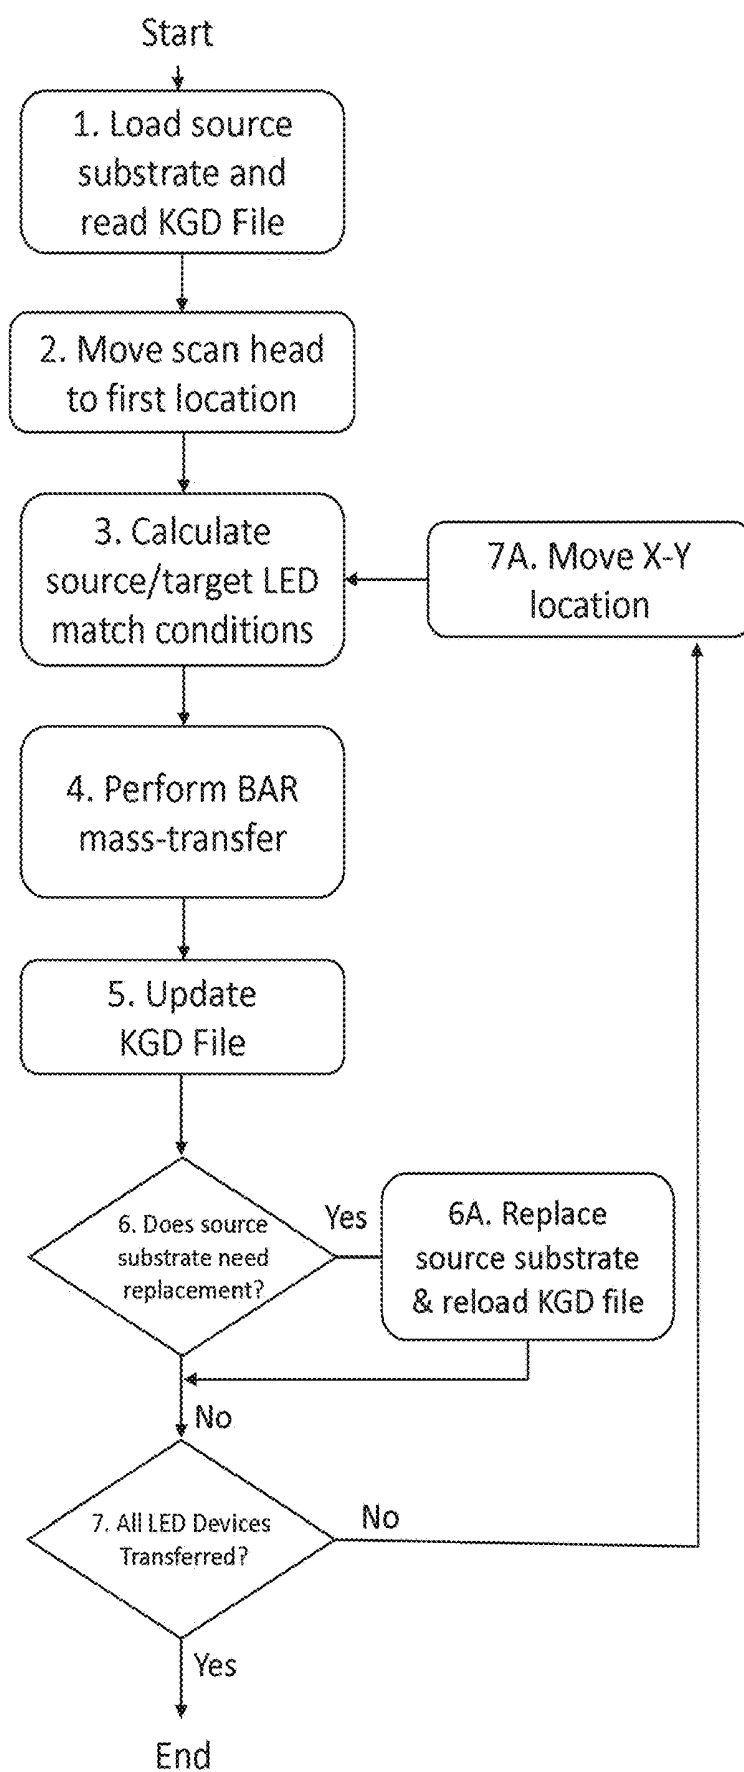 Start
1. Load source
substrate and
read KGD File
2. Move scan head
to first location
3. Calculate
source/target LED
match conditions
7A. Move X-Y
location
4. Perform BAR
mass-transfer
5. Update
KGD File
6. Does source
substrate need
replacement?
Yes
6A. Replace
source substrate
& reload KGD file
No
7. All LED Devices
Transferred?
No
Yes
End